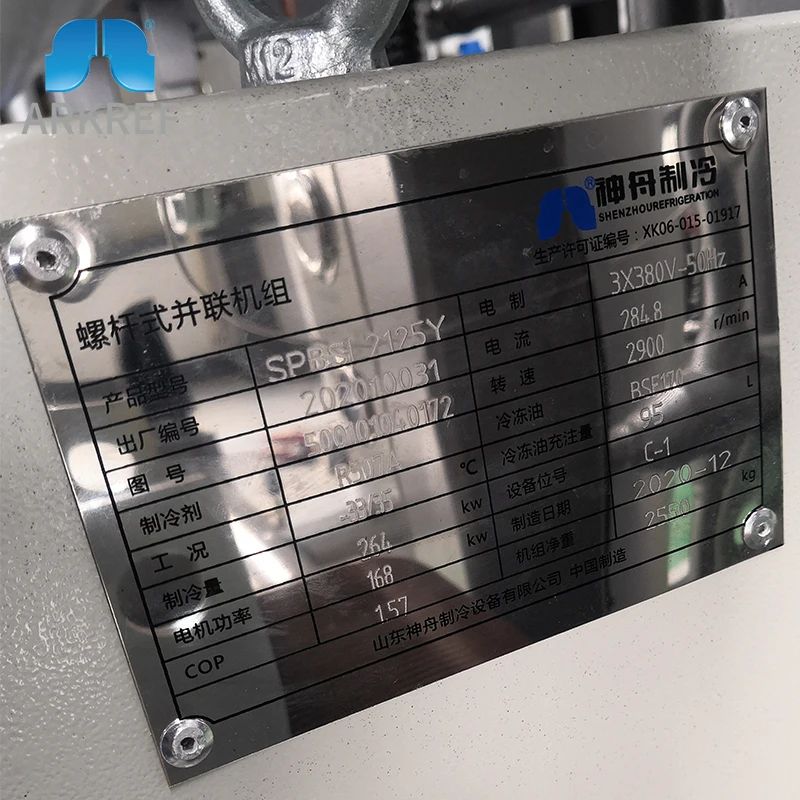 ARKREF
12
神舟制冷
SHENZHOUREFRIGERATION
生产许可证编号：XK06-015-01917
螺杆式并联机组
产品型号 SPBSL2125Y 电 制 3X380V-50Hz
出厂编号 202010031 电 流 284.8 A
图 号 500101040172 转 速 2900 r/min
制冷剂 R507A 冷冻油 BSE170
工 况 -33/35 ℃ 冷冻油充注量 95 L
制冷量 264 kw 设备位号 C-1
电机功率 168 kw 制造日期 2020-12
COP 1.57 机组净重 2550 kg
山东神舟制冷设备有限公司 中国制造